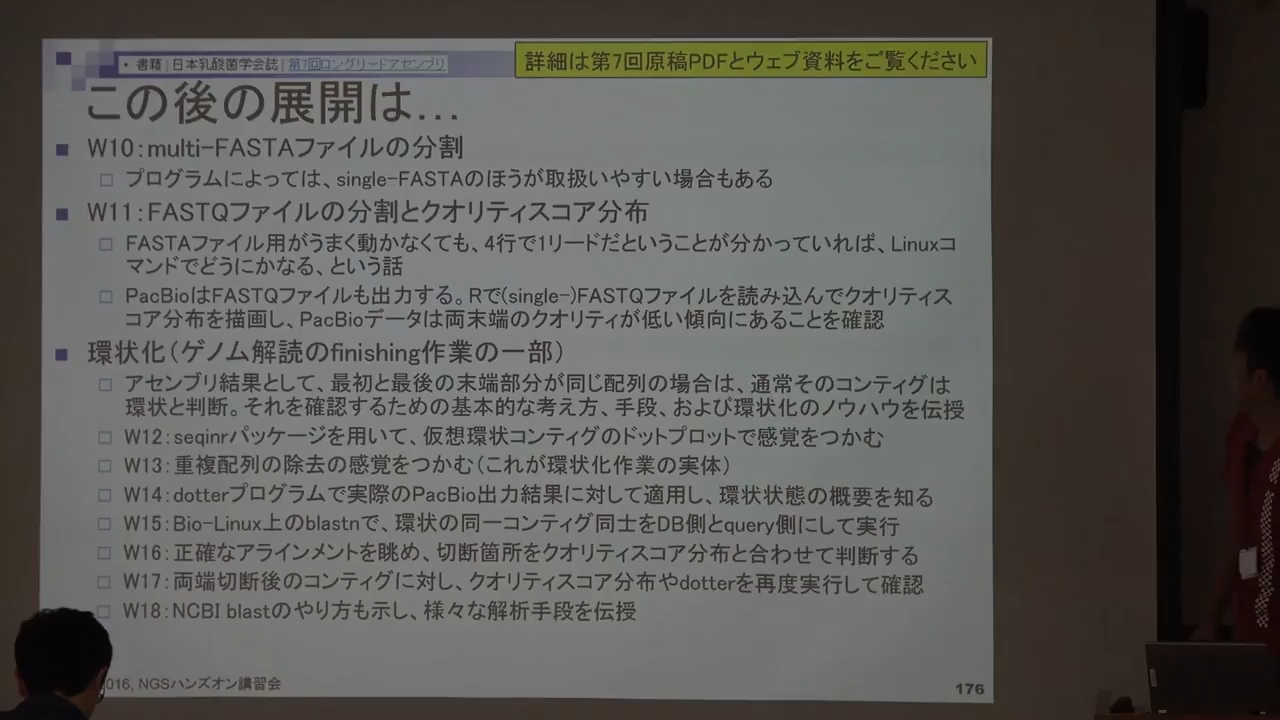 • 書籍 | 日本乳酸菌学会誌 | 第7回ロングリードアセンブリ
詳細は第7回原稿PDFとウェブ資料をご覧ください
この後の展開は…
W10：multi-FASTAファイルの分割
プログラムによっては、single-FASTAのほうが取扱いやすい場合もある
W11：FASTQファイルの分割とクオリティスコア分布
FASTAファイル用がうまく動かなくても、4行で1リードだということが分かっていれば、Linuxコ
マンドでどうにかなる、という話
PacBioはFASTQファイルも出力する。Rで(single-)FASTQファイルを読み込んでクオリティス
コア分布を描画し、PacBioデータは両末端のクオリティが低い傾向にあることを確認
環状化（ゲノム解読のfinishing作業の一部）
アセンブリ結果として、最初と最後の末端部分が同じ配列の場合は、通常そのコンティグは
環状と判断。それを確認するための基本的な考え方、手段、および環状化のノウハウを伝授
W12：seqinrパッケージを用いて、仮想環状コンティグのドットプロットで感覚をつかむ
W13：重複配列の除去の感覚をつかむ（これが環状化作業の実体）
W14：dotterプログラムで実際のPacBio出力結果に対して適用し、環状状態の概要を知る
W15：Bio-Linux上のblastnで、環状の同一コンティグ同士をDB側とquery側にして実行
W16：正確なアラインメントを眺め、切断箇所をクオリティスコア分布と合わせて判断する
W17：両端切断後のコンティグに対し、クオリティスコア分布やdotterを再度実行して確認
W18：NCBI blastのやり方も示し、様々な解析手段を伝授
016, NGSハンズオン講習会
176